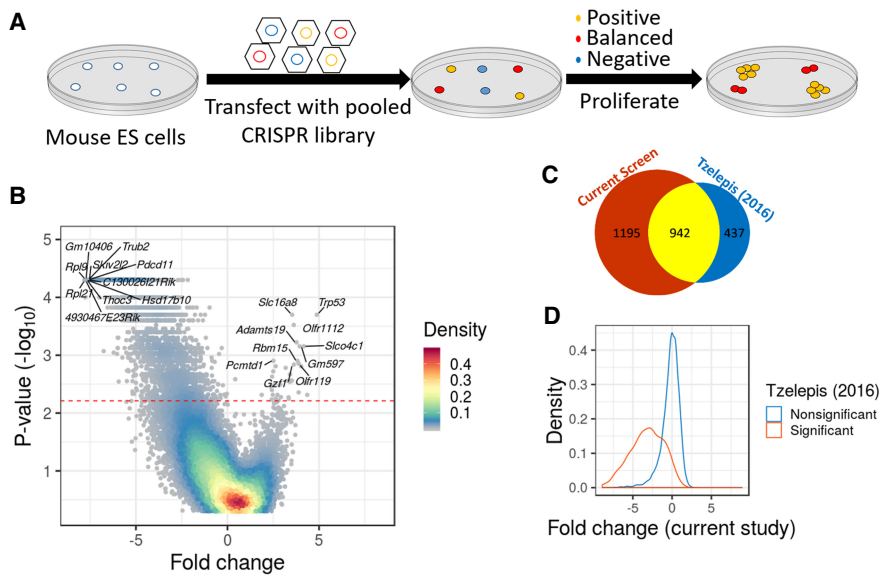 A
Positive
Balanced
Negative
Transfect with pooled
CRISPR library
Proliferate
Mouse ES cells
B
5
4
3
2
1
P-value (-log10)
Gm10406
Trub2
Rpl9
Skiv2l2
Pdcd11
C130026I21Rik
Rpl21
Thoc3
Hsd17b10
4930467E23Rik
Slc16a8
Trp53
Adamts19
Olfr1112
Rbm15
Slco4c1
Pcmtd1
Gm597
Gzf1
Olfr119
-5
0
5
Fold change
Density
0.4
0.3
0.2
0.1
C
Current Screen
Tzelepis (2016)
1195
942
437
D
0.4
0.3
0.2
0.1
0.0
Density
-5
0
5
Fold change (current study)
Tzelepis (2016)
Nonsignificant
Significant